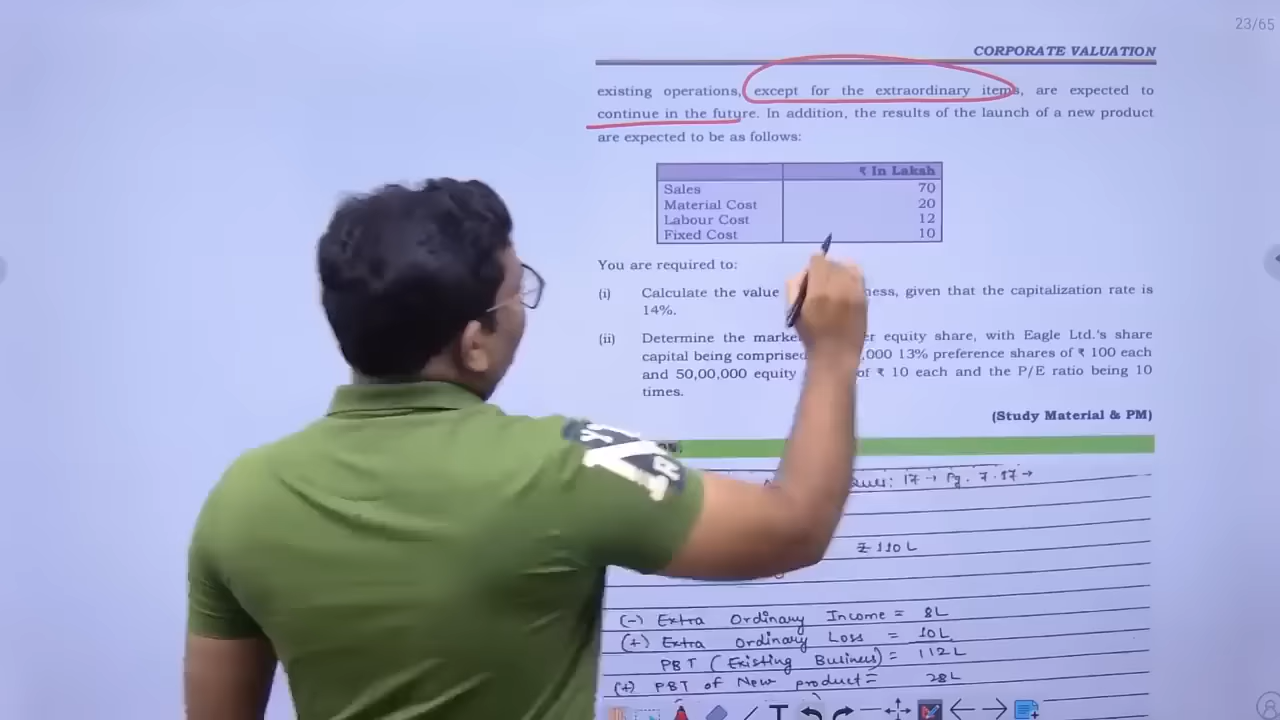 23/65
CORPORATE VALUATION
existing operations, except for the extraordinary items, are expected to
continue in the future. In addition, the results of the launch of a new product
are expected to be as follows:
₹ In Lakah
Sales 70
Material Cost 20
Labour Cost 12
Fixed Cost 10
You are required to:
(i) Calculate the value ness, given that the capitalization rate is
14%.
(ii) Determine the marke er equity share, with Eagle Ltd.'s share
capital being comprised ,000 13% preference shares of ₹ 100 each
and 50,00,000 equity of ₹ 10 each and the P/E ratio being 10
times.
(Study Material & PM)
Ques: 17 → Pg. 7.57 →
₹ 110 L
(-) Extra Ordinary Income = 8L
(+) Extra Ordinary Loss = 10L
PBT (Existing Business) = 112L
(+) PBT of New product = 28L
T